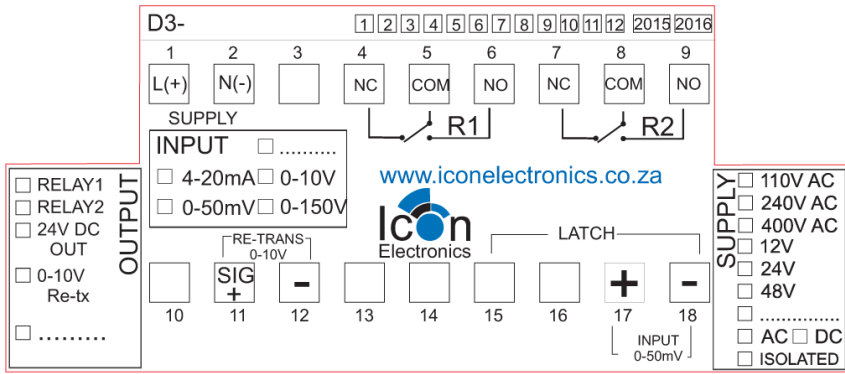 D3- 1 2 3 4 5 6 7 8 9 10 11 12 2015 2016
1 2 3 4 5 6 7 8 9
L(+) N(-) NC COM NO NC COM NO
SUPPLY
R1 R2
INPUT ..........
4-20mA 0-10V
0-50mV 0-150V
www.iconelectronics.co.za
Icon
Electronics
OUTPUT
RELAY1
RELAY2
24V DC
OUT
0-10V
Re-tx
.........
RE-TRANS
0-10V
LATCH
SIG
+ - + -
10 11 12 13 14 15 16 17 18
INPUT
0-50mV
SUPPLY
110V AC
240V AC
400V AC
12V
24V
48V
...............
AC DC
ISOLATED